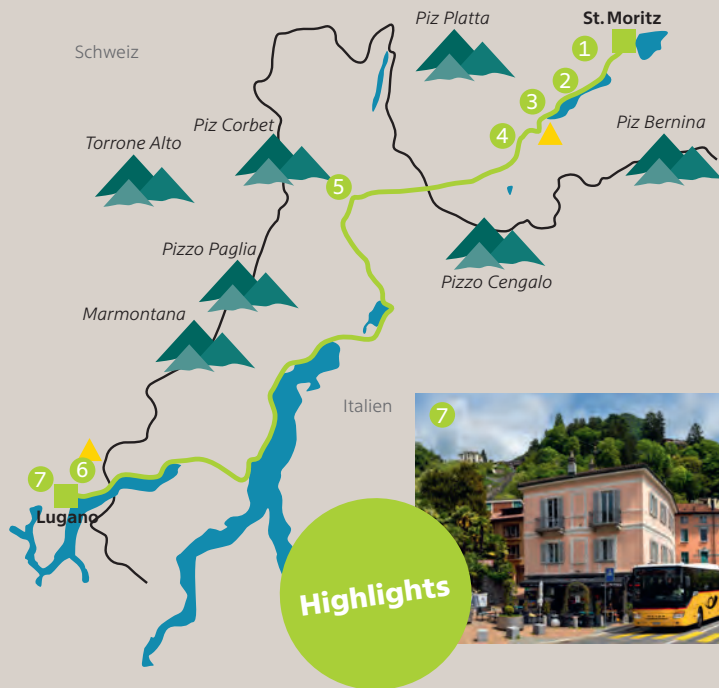 Piz Platta
St. Moritz
Schweiz
1
2
3
Piz Corbet
4
Piz Bernina
Torrone Alto
5
Pizzo Paglia
Pizzo Cengalo
Marmontana
Italien
7
6
7
Lugano
Highlights